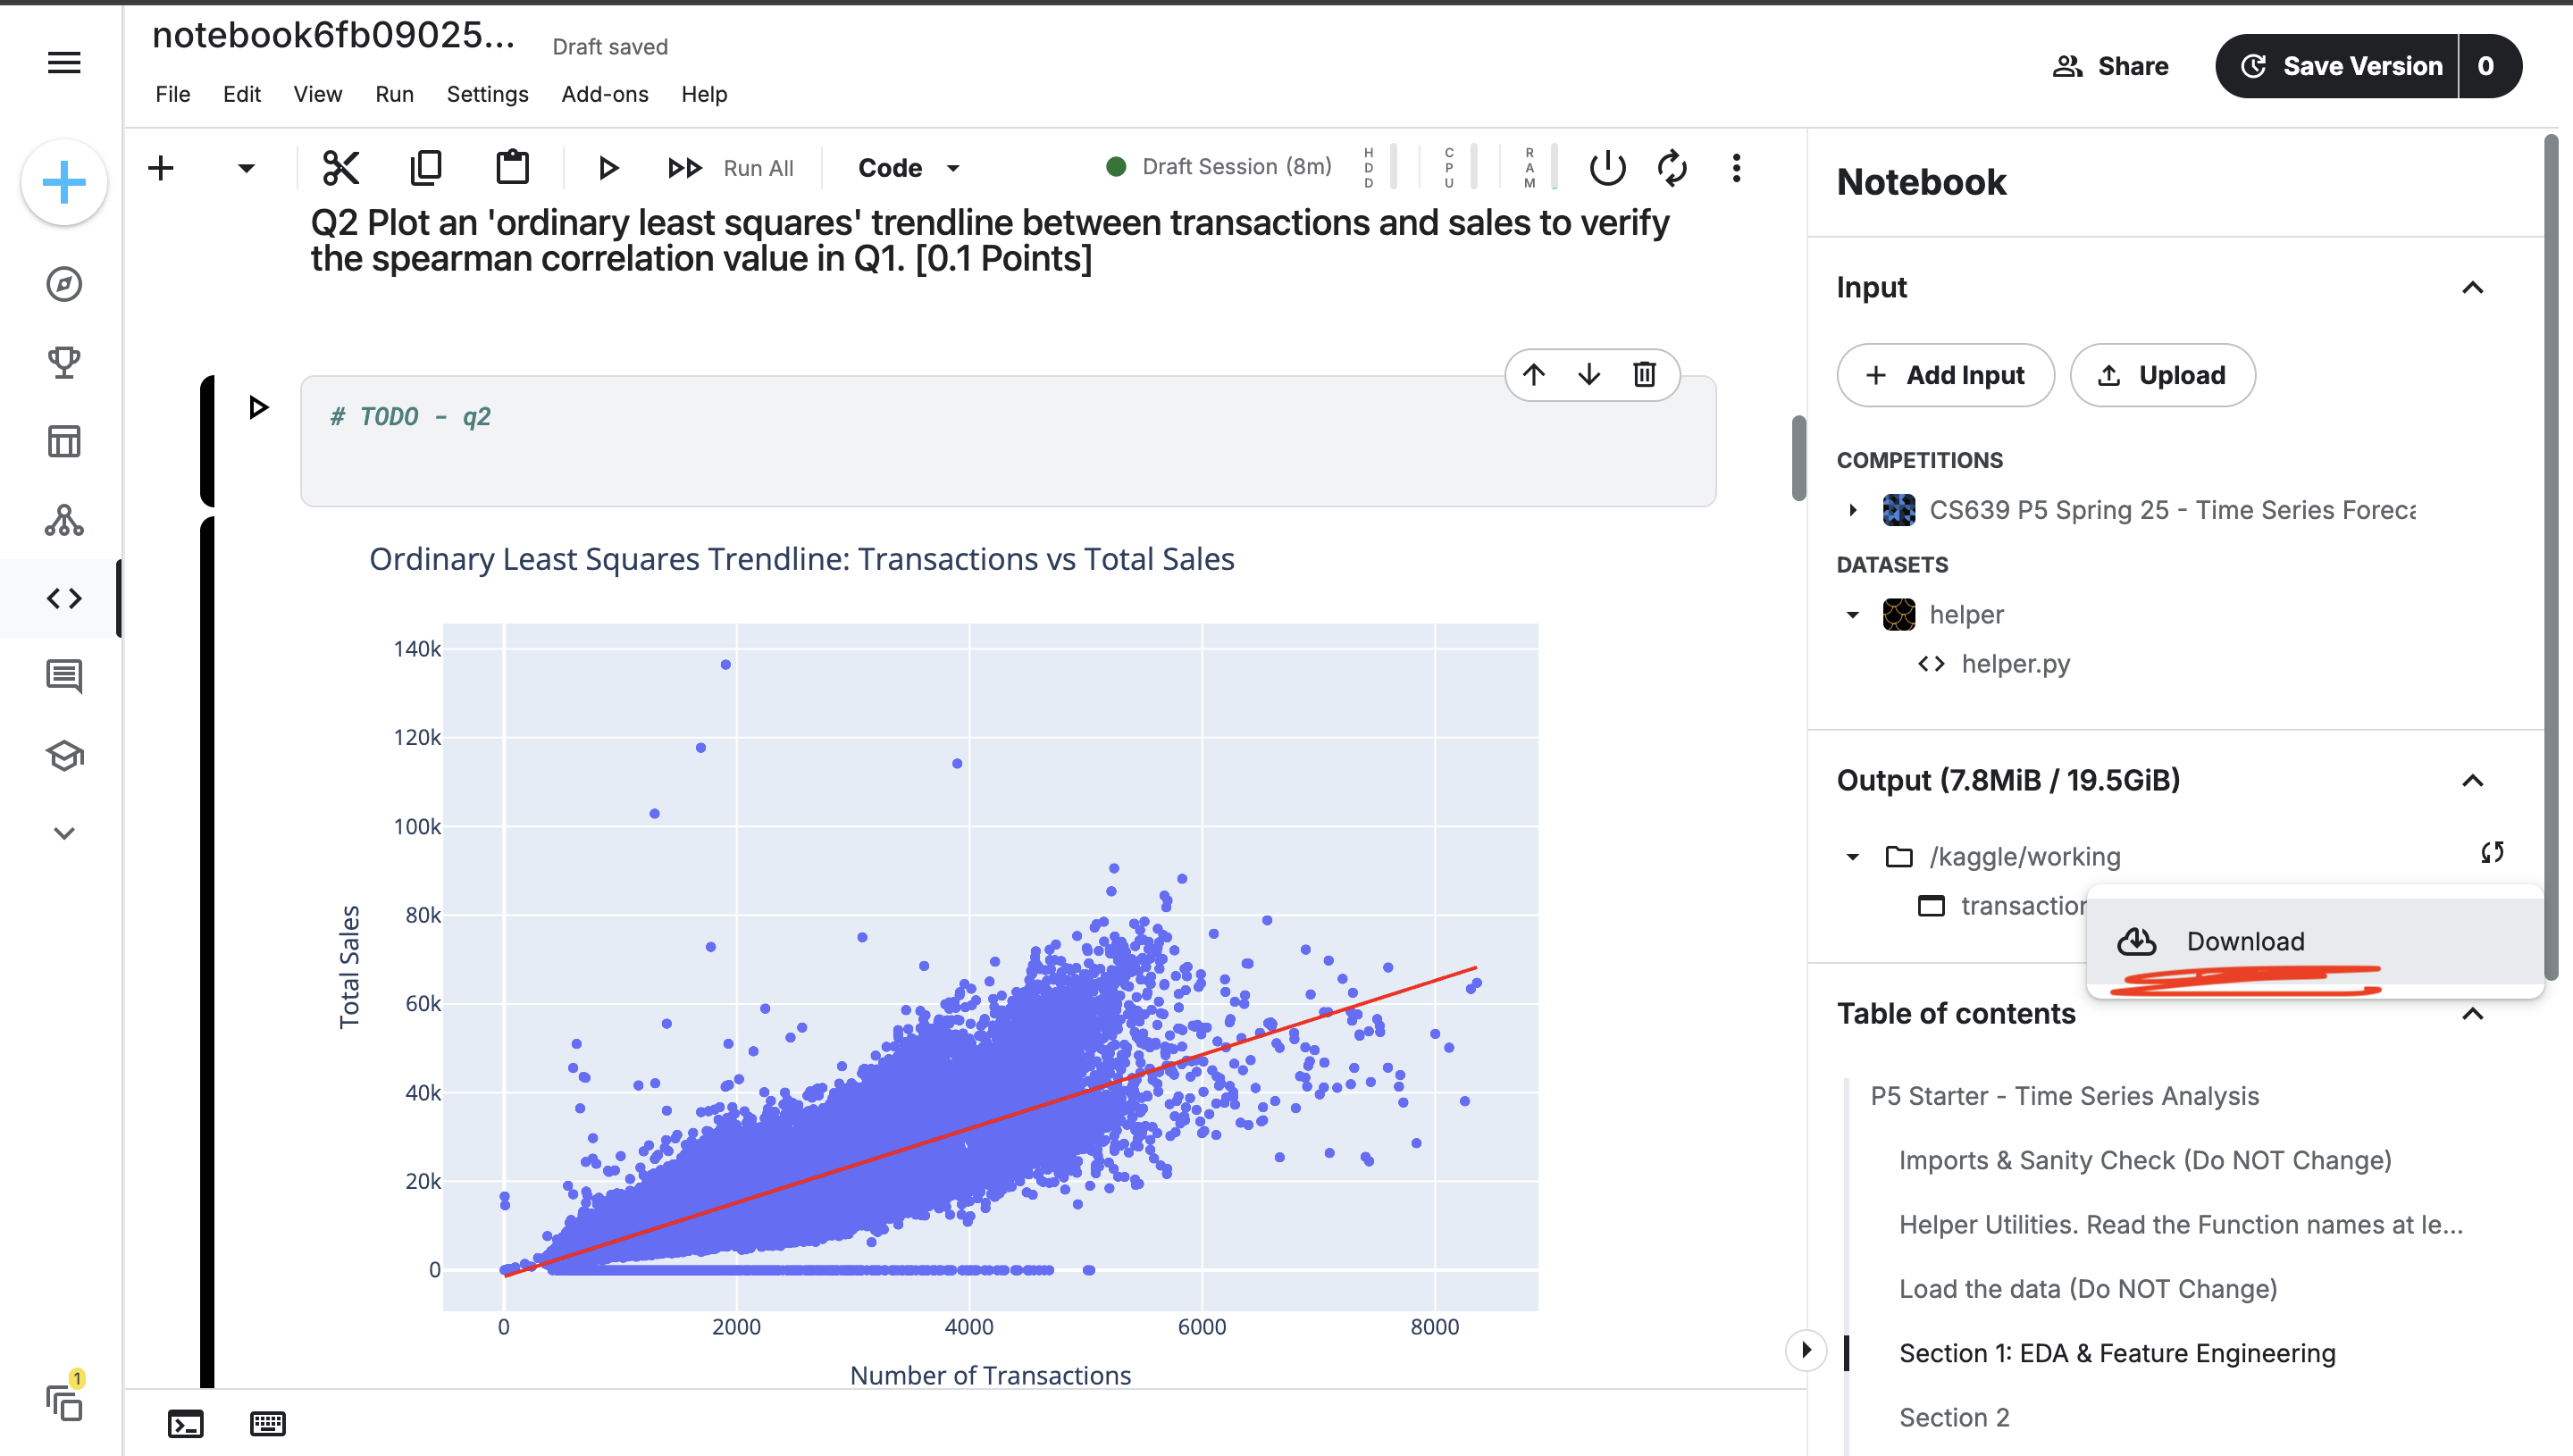 notebook6fb09025...
Draft saved
File Edit View Run Settings Add-ons Help
Share
Save Version 0
Run All
Code
Draft Session (8m)
HDD
CPU
RAM
Q2 Plot an 'ordinary least squares' trendline between transactions and sales to verify
the spearman correlation value in Q1. [0.1 Points]
# TODO - q2
Ordinary Least Squares Trendline: Transactions vs Total Sales
140k
120k
100k
80k
60k
40k
20k
0
Total Sales
0 2000 4000 6000 8000
Number of Transactions
1
Notebook
Input
Add Input
Upload
COMPETITIONS
CS639 P5 Spring 25 - Time Series Foreca
DATASETS
helper
helper.py
Output (7.8MiB / 19.5GiB)
/kaggle/working
transaction
Download
Table of contents
P5 Starter - Time Series Analysis
Imports & Sanity Check (Do NOT Change)
Helper Utilities. Read the Function names at le...
Load the data (Do NOT Change)
Section 1: EDA & Feature Engineering
Section 2